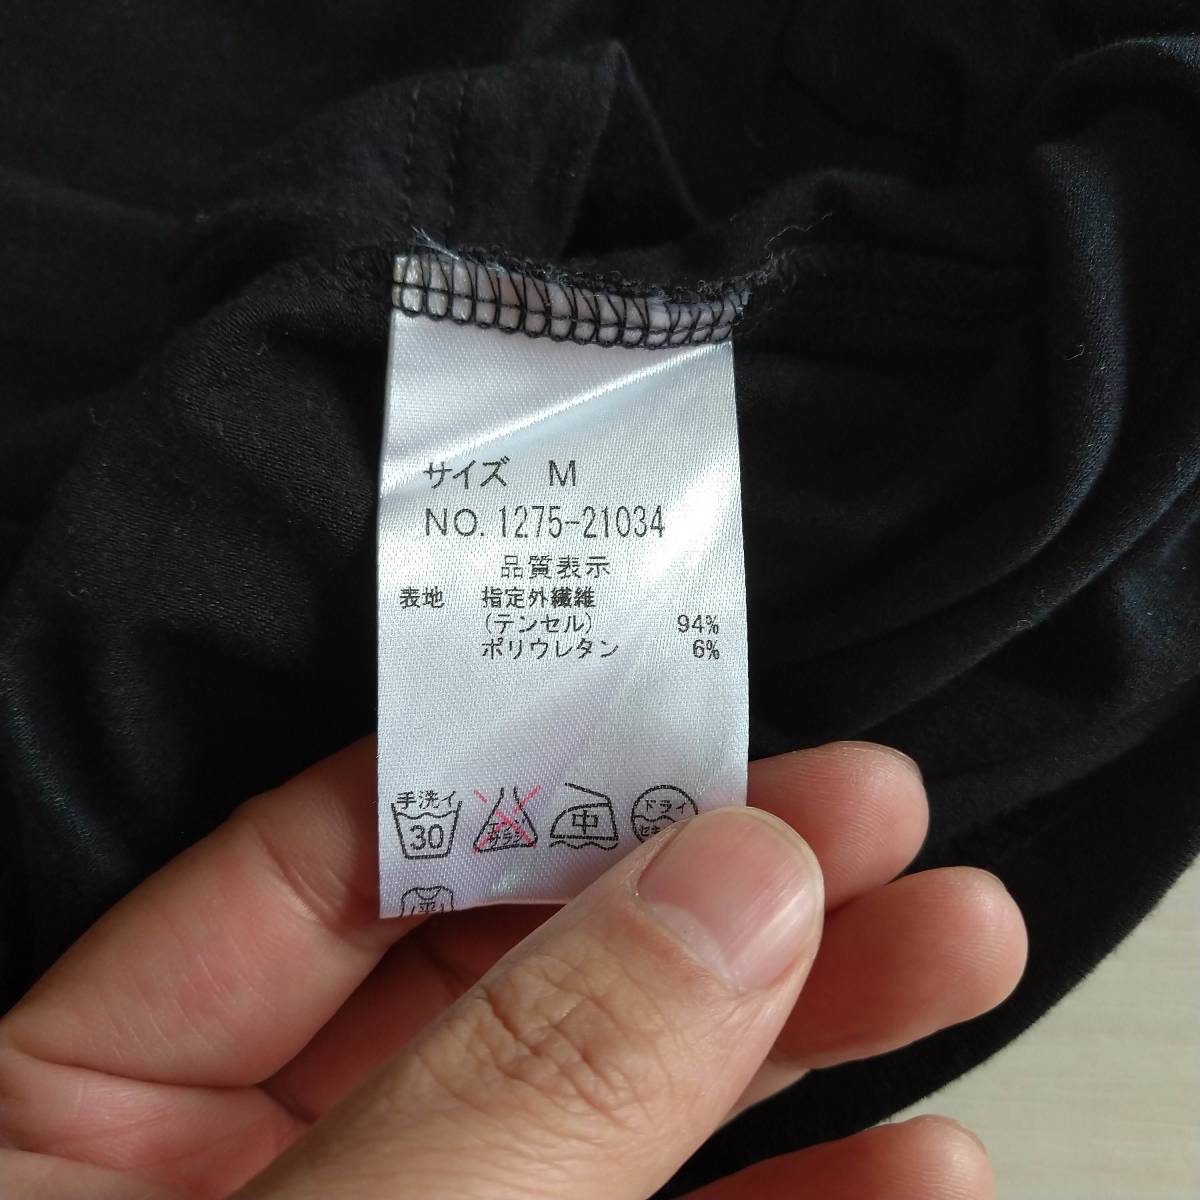 サイズ M
NO. 1275-21034
品質表示
表地 指定外繊維
(テンセル) 94%
ポリウレタン 6%
手洗イ 30 中 ドライ
平